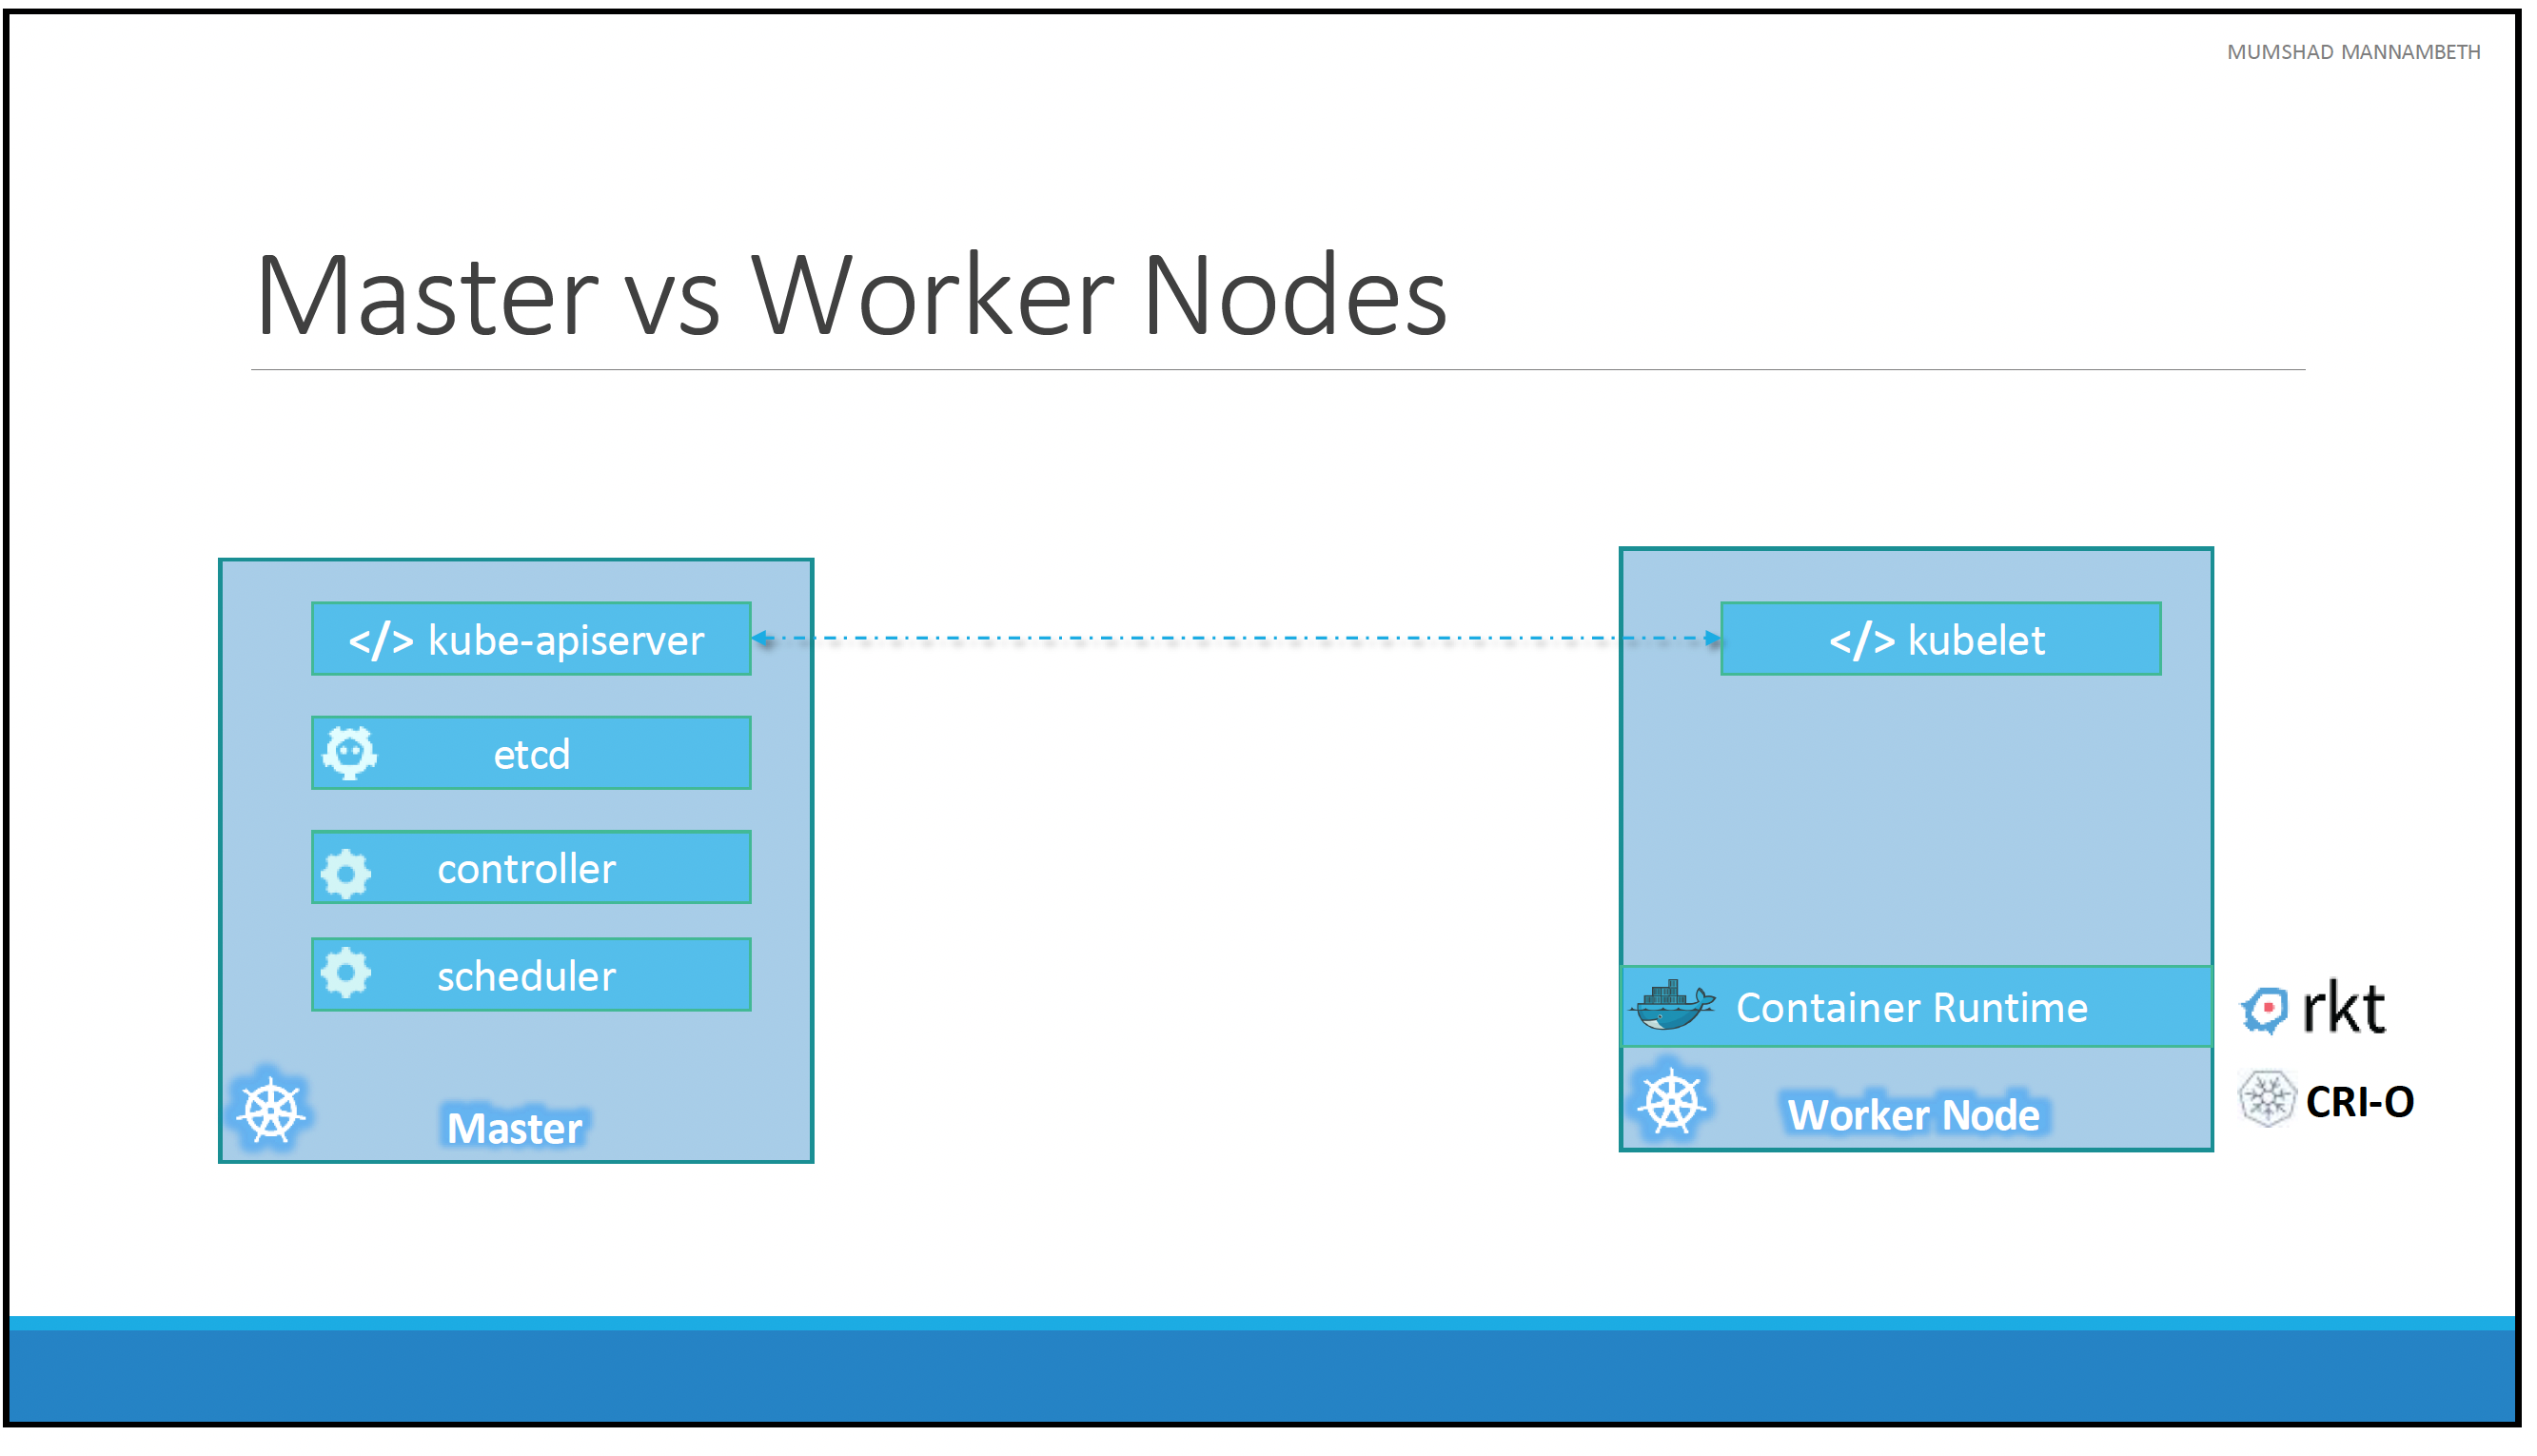 MUMSHAD MANNAMBETH
Master vs Worker Nodes
</> kube-apiserver
etcd
controller
scheduler
Master
</> kubelet
Container Runtime
Worker Node
rkt
CRI-O